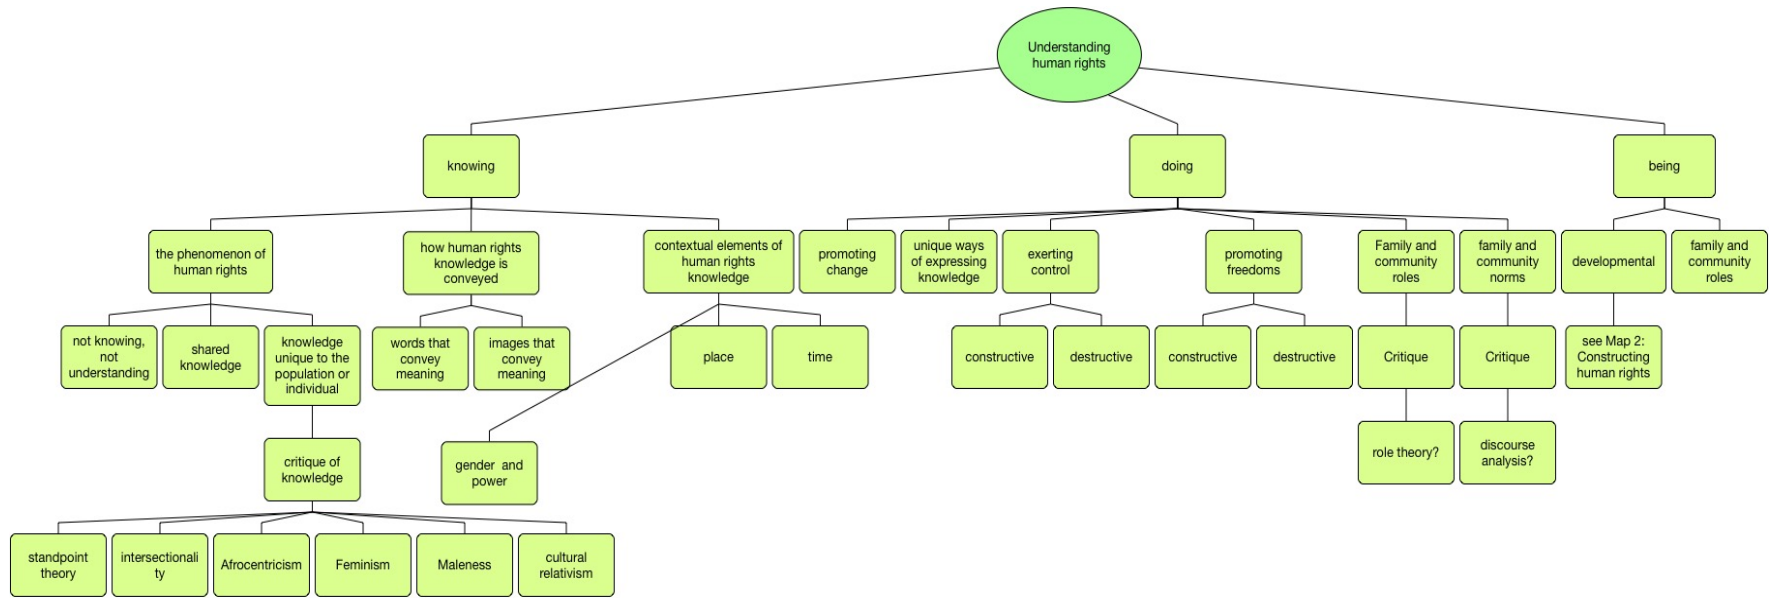 Understanding
human rights
knowing
doing
being
the phenomenon of
human rights
how human rights
knowledge is
conveyed
contextual elements of
human rights
knowledge
promoting
change
unique ways
of expressing
knowledge
exerting
control
promoting
freedoms
Family and
community
roles
family and
community
norms
developmental
family and
community
roles
not knowing,
not
understanding
shared
knowledge
knowledge
unique to the
population or
individual
words that
convey
meaning
images that
convey
meaning
place
time
constructive
destructive
constructive
destructive
Critique
Critique
see Map 2:
Constructing
human rights
critique of
knowledge
gender and
power
role theory?
discourse
analysis?
standpoint
theory
intersectionali
ty
Afrocentricism
Feminism
Maleness
cultural
relativism